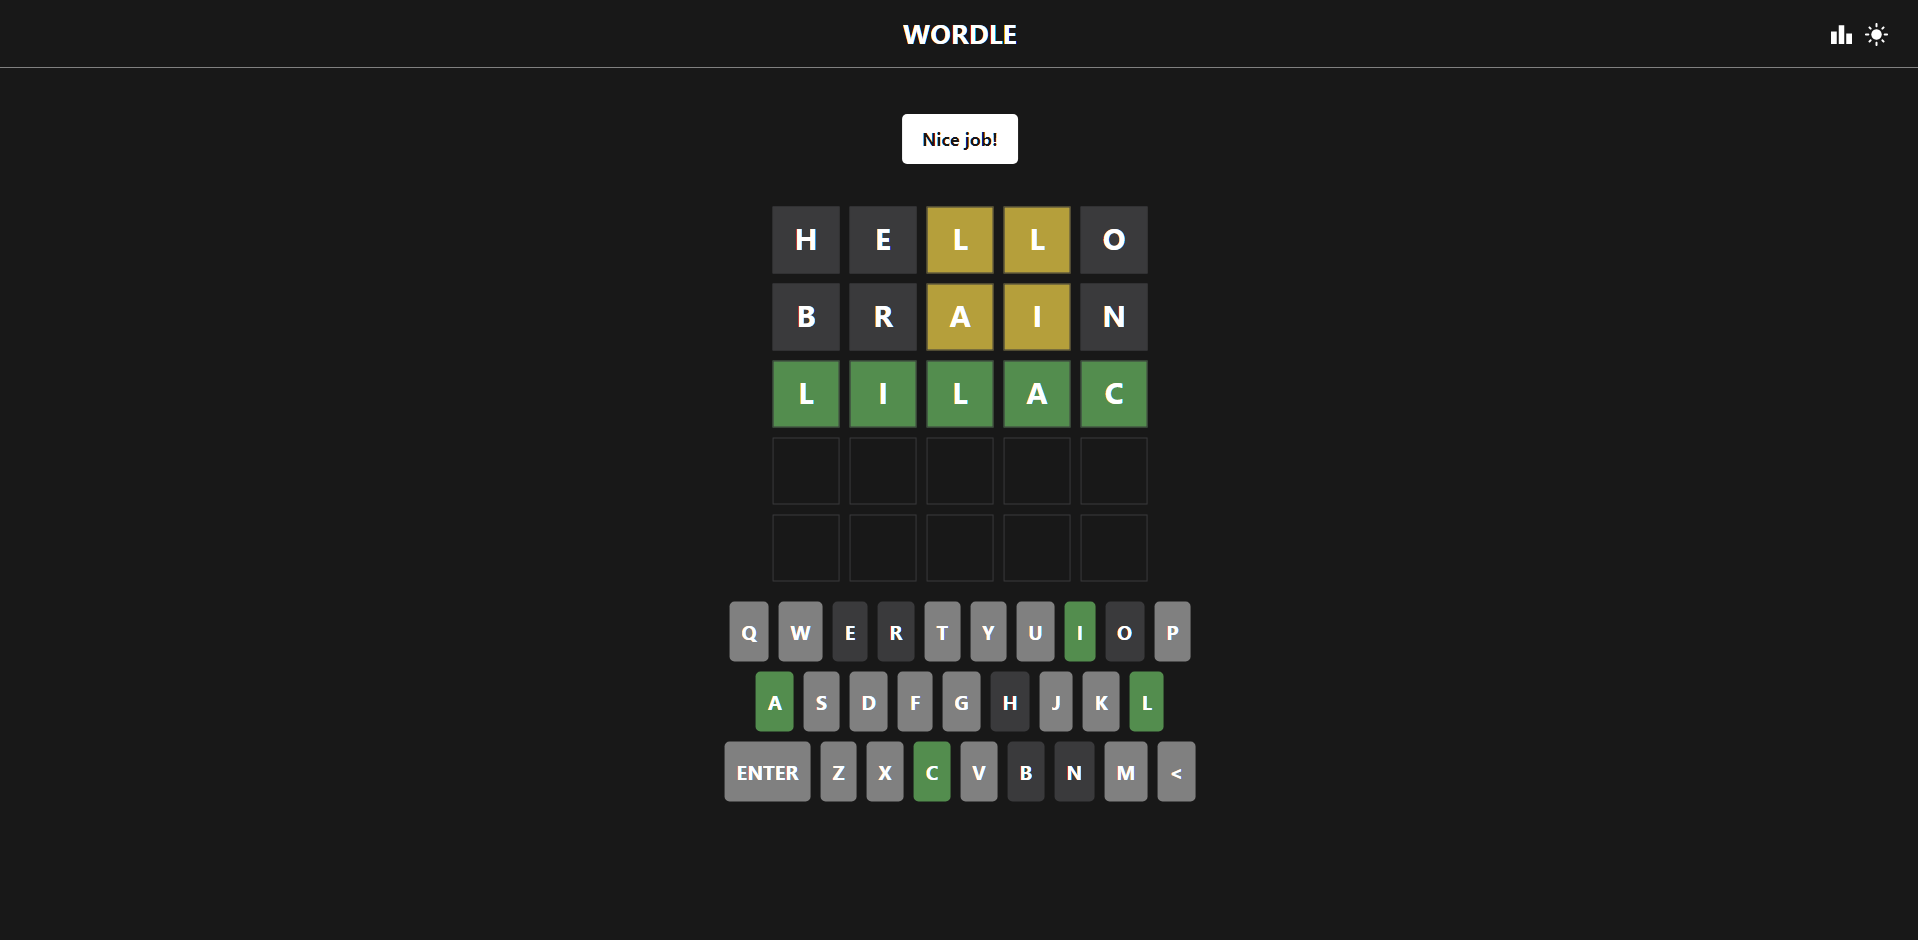 WORDLE
Nice job!
H E L L O
B R A I N
L I L A C
Q W E R T Y U I O P
A S D F G H J K L
ENTER Z X C V B N M <